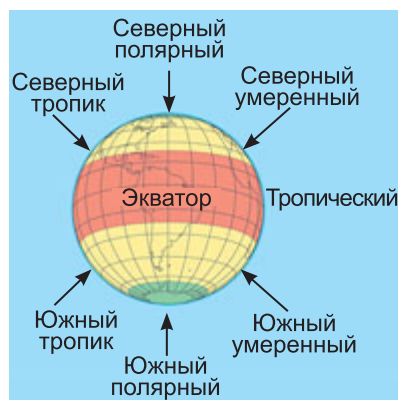 Северный
полярный
Северный
тропик
Северный
умеренный
Экватор
Тропический
Южный
тропик
Южный
умеренный
Южный
полярный